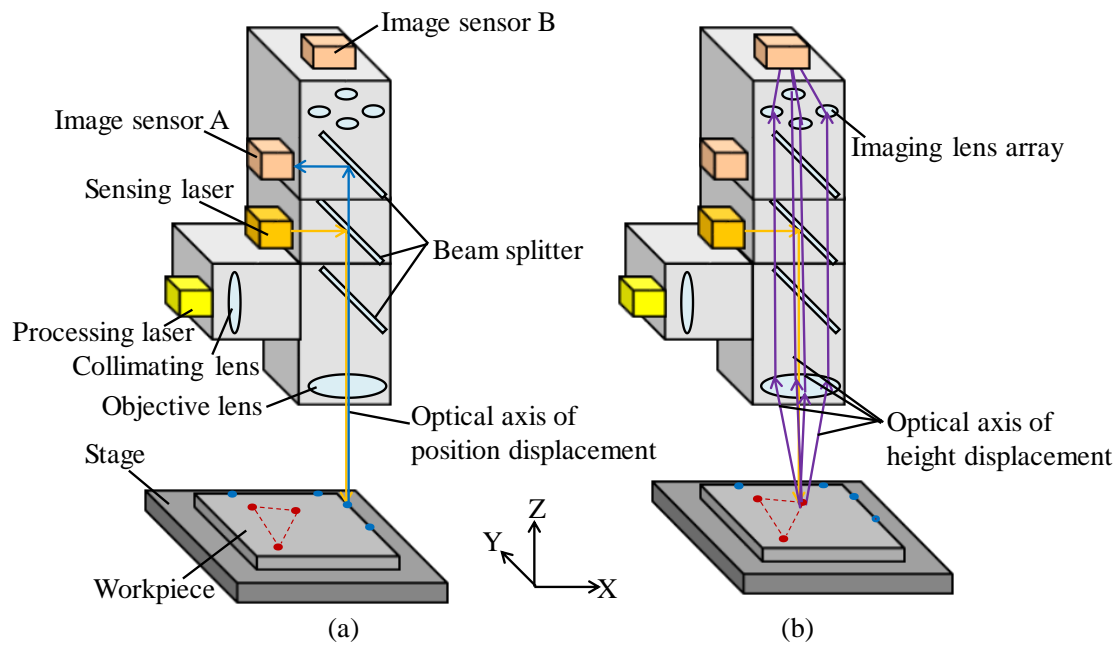 Image sensor B
Image sensor A
Sensing laser
Beam splitter
Processing laser
Collimating lens
Objective lens
Optical axis of
position displacement
Stage
Workpiece
(a)
Z
Y
X
Imaging lens array
Optical axis of
height displacement
(b)